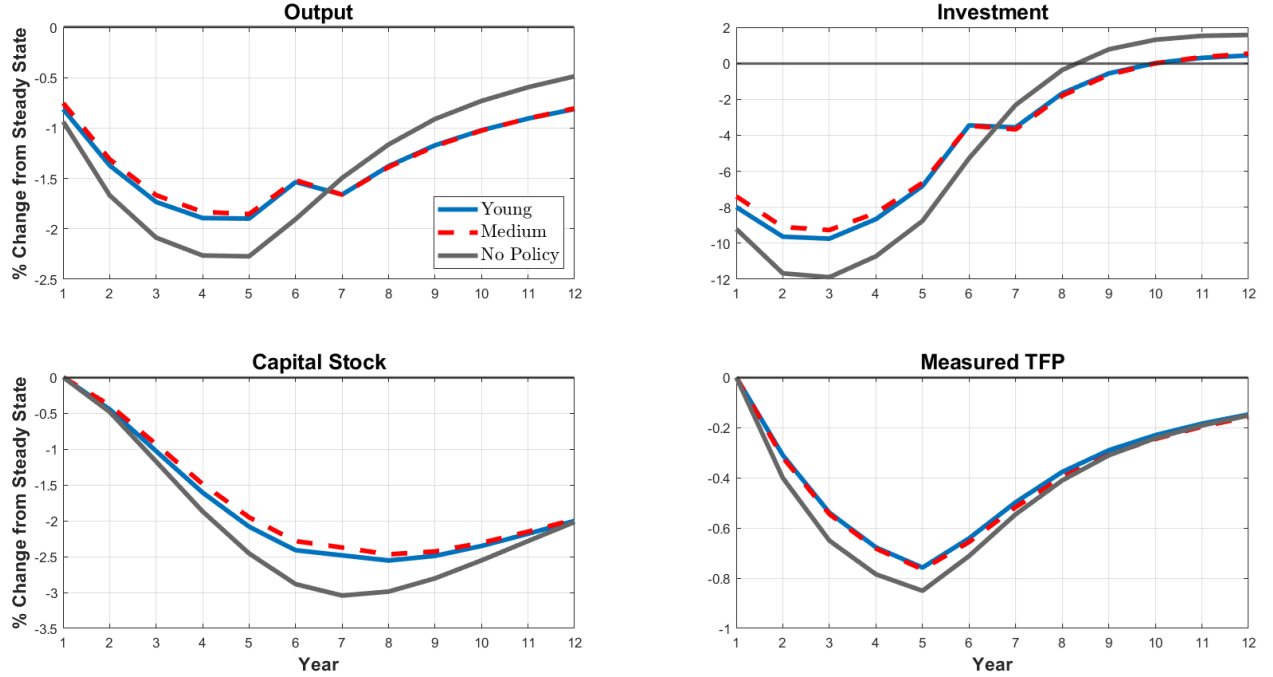 Output
% Change from Steady State
0
-0.5
-1
-1.5
-2
-2.5
Young
Medium
No Policy
1 2 3 4 5 6 7 8 9 10 11 12
Investment
2
0
-2
-4
-6
-8
-10
-12
1 2 3 4 5 6 7 8 9 10 11 12
Capital Stock
% Change from Steady State
0
-0.5
-1
-1.5
-2
-2.5
-3
-3.5
1 2 3 4 5 6 7 8 9 10 11 12
Year
Measured TFP
0
-0.2
-0.4
-0.6
-0.8
-1
1 2 3 4 5 6 7 8 9 10 11 12
Year